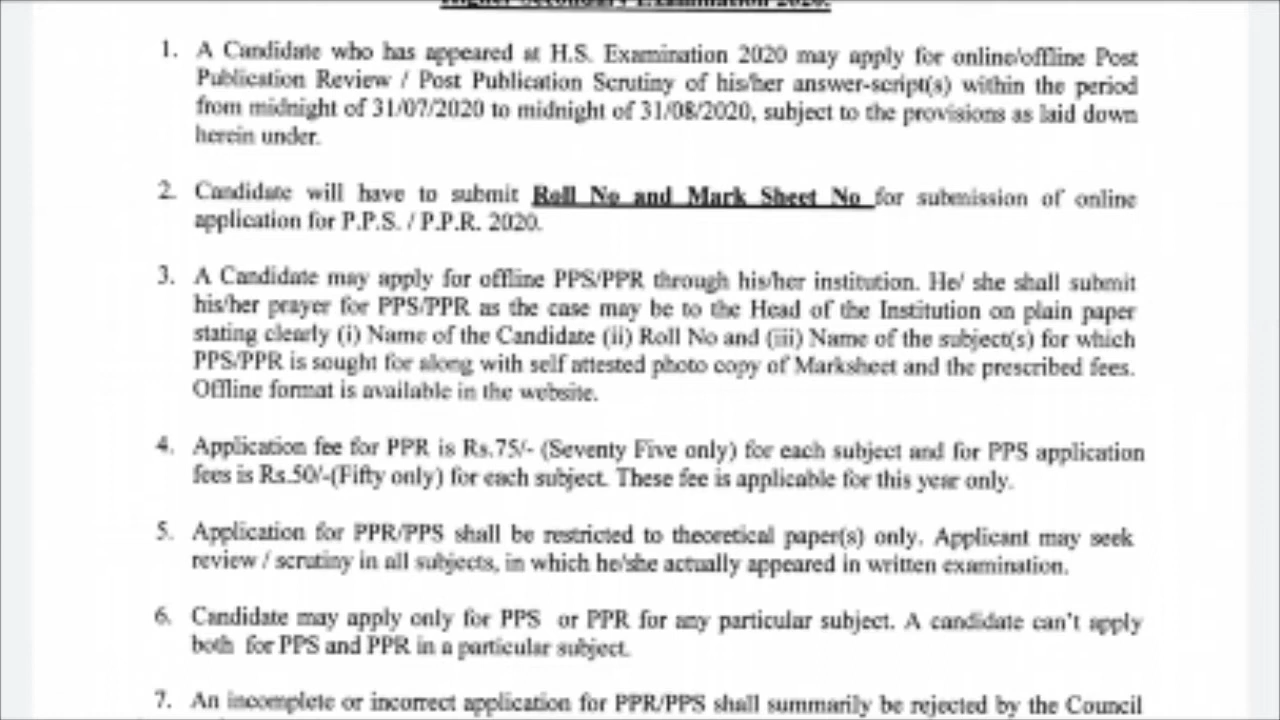 Higher Secondary Examination 2020.
1. A Candidate who has appeared at H.S. Examination 2020 may apply for online/offline Post
Publication Review / Post Publication Scrutiny of his/her answer-script(s) within the period
from midnight of 31/07/2020 to midnight of 31/08/2020, subject to the provisions as laid down
herein under.
2. Candidate will have to submit Roll No and Mark Sheet No for submission of online
application for P.P.S. / P.P.R. 2020.
3. A Candidate may apply for offline PPS/PPR through his/her institution. He/ she shall submit
his/her prayer for PPS/PPR as the case may be to the Head of the Institution on plain paper
stating clearly (i) Name of the Candidate (ii) Roll No and (iii) Name of the subject(s) for which
PPS/PPR is sought for along with self attested photo copy of Marksheet and the prescribed fees.
Offline format is available in the website.
4. Application fee for PPR is Rs.75/- (Seventy Five only) for each subject and for PPS application
fees is Rs.50/-(Fifty only) for each subject. These fee is applicable for this year only.
5. Application for PPR/PPS shall be restricted to theoretical paper(s) only. Applicant may seek
review / scrutiny in all subjects, in which he/she actually appeared in written examination.
6. Candidate may apply only for PPS or PPR for any particular subject. A candidate can't apply
both for PPS and PPR in a particular subject.
7. An incomplete or incorrect application for PPR/PPS shall summarily be rejected by the Council